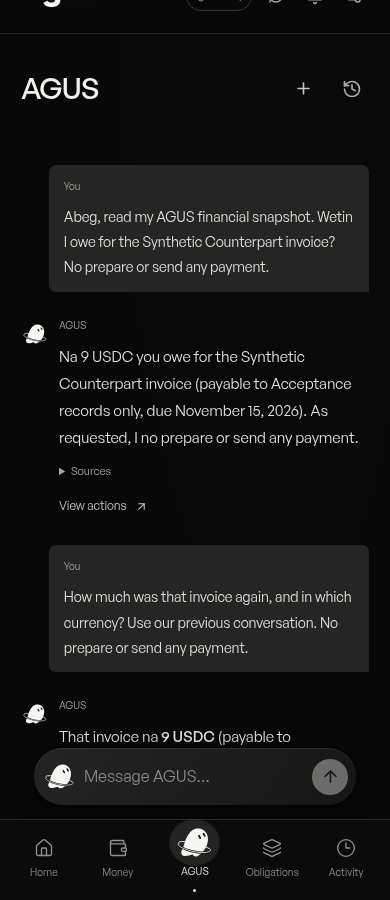 AGUS
You
Abeg, read my AGUS financial snapshot. Wetin
I owe for the Synthetic Counterpart invoice?
No prepare or send any payment.
AGUS
Na 9 USDC you owe for the Synthetic
Counterpart invoice (payable to Acceptance
records only, due November 15, 2026). As
requested, I no prepare or send any payment.
Sources
View actions
You
How much was that invoice again, and in which
currency? Use our previous conversation. No
prepare or send any payment.
AGUS
That invoice na 9 USDC (payable to
Message AGUS...
Home
Money
AGUS
Obligations
Activity